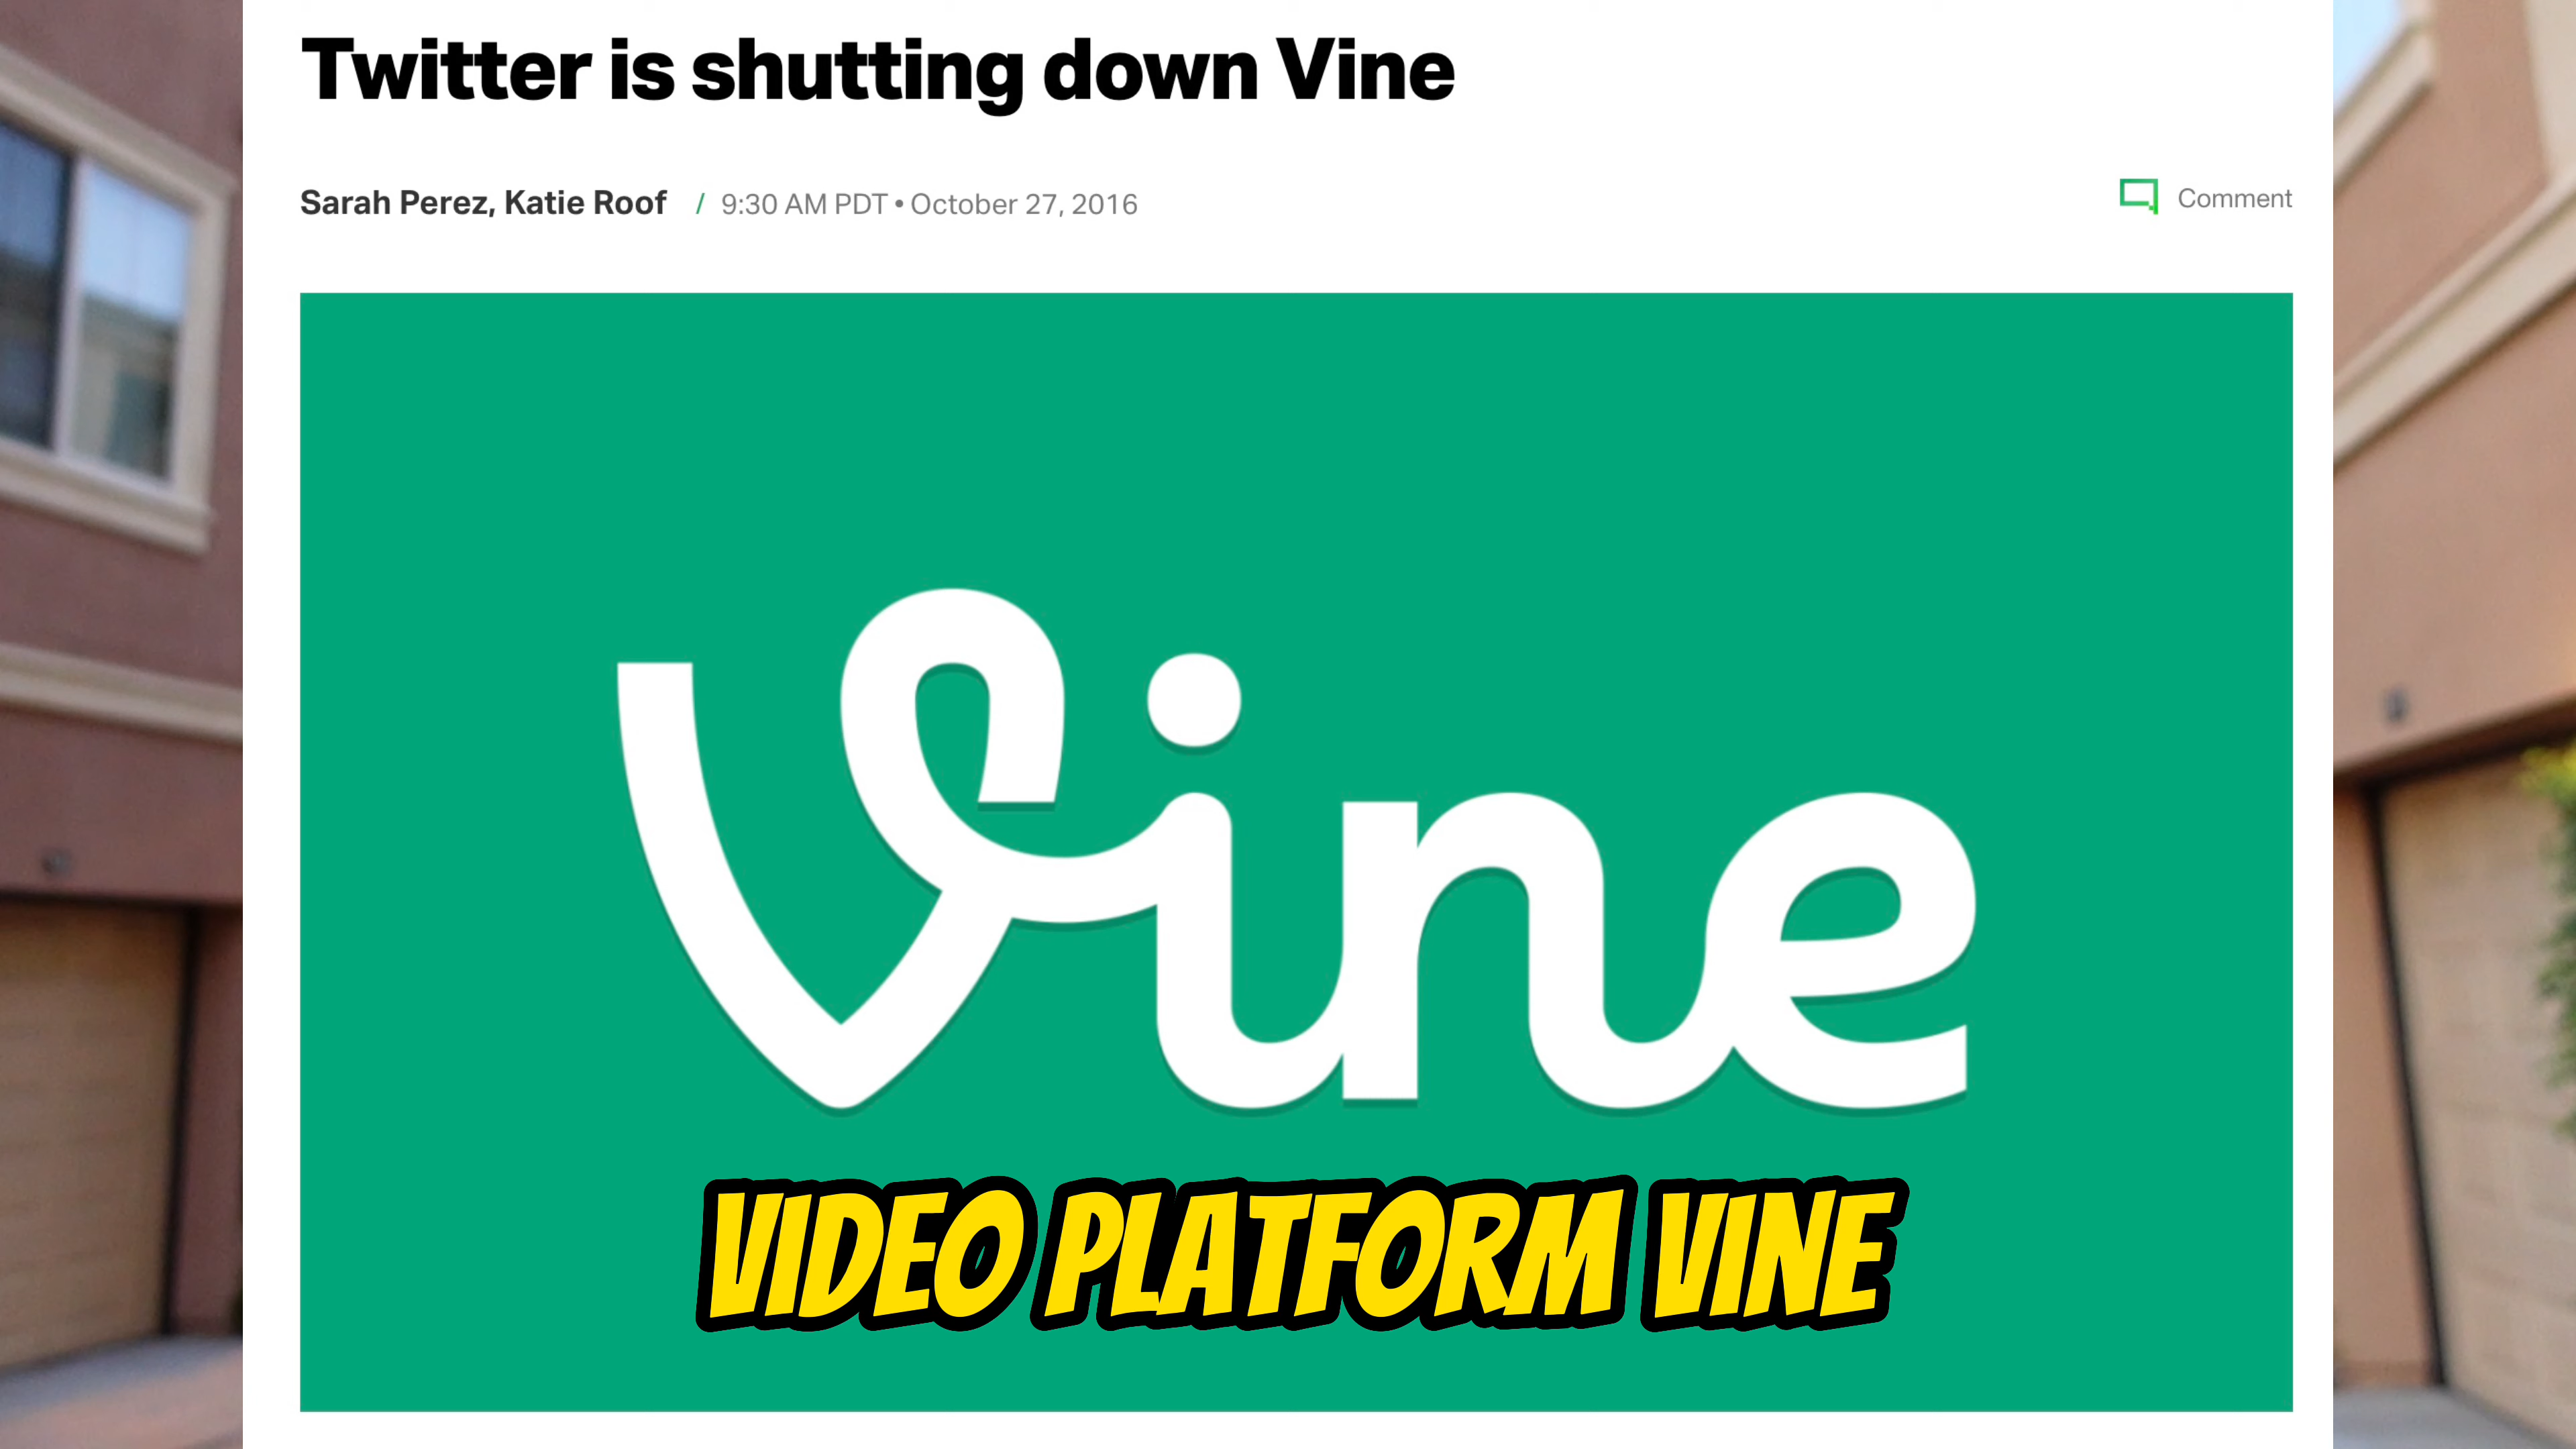 Twitter is shutting down Vine
Sarah Perez, Katie Roof / 9:30 AM PDT • October 27, 2016
Comment
Vine
VIDEO PLATFORM VINE